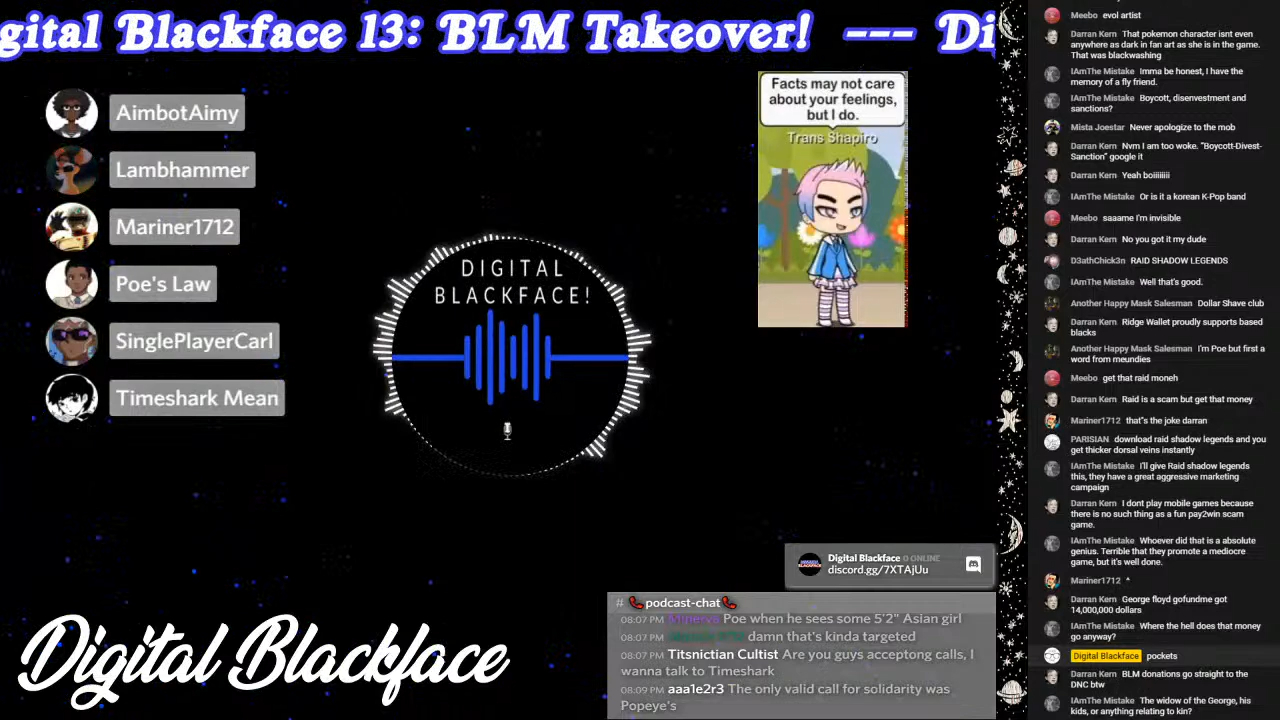 gital Blackface 13: BLM Takeover! --- Di
AimbotAimy
Lambhammer
Mariner1712
Poe's Law
SinglePlayerCarl
Timeshark Mean
DIGITAL
BLACKFACE!
Facts may not care
about your feelings,
but I do.
Trans Shapiro
Digital Blackface 0 ONLINE
discord.gg/7XTAjUu
# podcast-chat
08:07 PM Minerva Poe when he sees some 5'2" Asian girl
08:07 PM damn that's kinda targeted
08:07 PM Titsnictian Cultist Are you guys acceptong calls, I
wanna talk to Timeshark
08:09 PM aaa1e2r3 The only valid call for solidarity was
Popeye's
Digital Blackface
Meebo evol artist
Darran Kern That pokemon character isnt even
anywhere as dark in fan art as she is in the game.
That was blackwashing
IAmThe Mistake Imma be honest, I have the
memory of a fly friend.
IAmThe Mistake Boycott, disenvestment and
sanctions?
Mista Joestar Never apologize to the mob
Darran Kern Nvm I am too woke. "Boycott-Divest-
Sanction" google it
Darran Kern Yeah boiiiiiiii
IAmThe Mistake Or is it a korean K-Pop band
Meebo saaame I'm invisible
Darran Kern No you got it my dude
D3athChick3n RAID SHADOW LEGENDS
IAmThe Mistake Well that's good.
Another Happy Mask Salesman Dollar Shave club
Darran Kern Ridge Wallet proudly supports based
blacks
Another Happy Mask Salesman I'm Poe but first a
word from meundies
Meebo get that raid moneh
Darran Kern Raid is a scam but get that money
Mariner1712 that"s the joke darran
PARISIAN download raid shadow legends and you
get thicker dorsal veins instantly
IAmThe Mistake I'll give Raid shadow legends
this, they have a great aggressive marketing
campaign
Darran Kern I dont play mobile games because
there is no such thing as a fun pay2win scam
game.
IAmThe Mistake Whoever did that is a absolute
genius. Terrible that they promote a mediocre
game, but it's well done.
Mariner1712 ^
Darran Kern George floyd gofundme got
14,000,000 dollars
IAmThe Mistake Where the hell does that money
go anyway?
Digital Blackface pockets
Darran Kern BLM donations go straight to the
DNC btw
IAmThe Mistake The widow of the George, his
kids, or anything relating to kin?